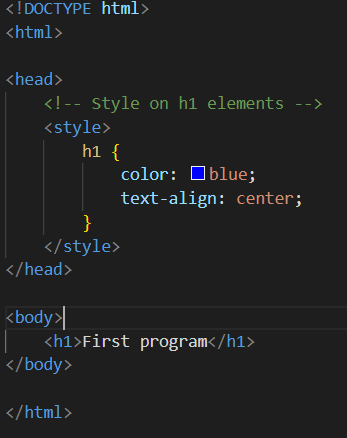 <!DOCTYPE html>
<html>
<head>
<!-- Style on h1 elements -->
<style>
h1 {
color: blue;
text-align: center;
}
</style>
</head>
<body>
<h1>First program</h1>
</body>
</html>